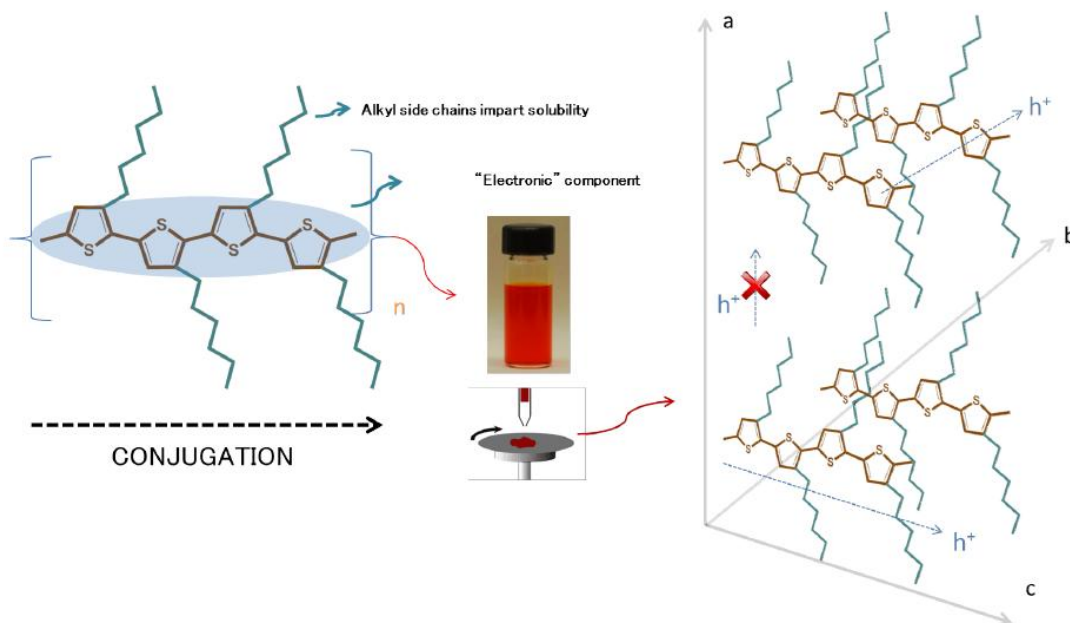 Alkyl side chains impart solubility
"Electronic" component
S
S
S
S
n
CONJUGATION
a
b
c
S
S
S
S
S
S
S
S
h⁺
h⁺
S
S
S
S
S
S
S
S
h⁺